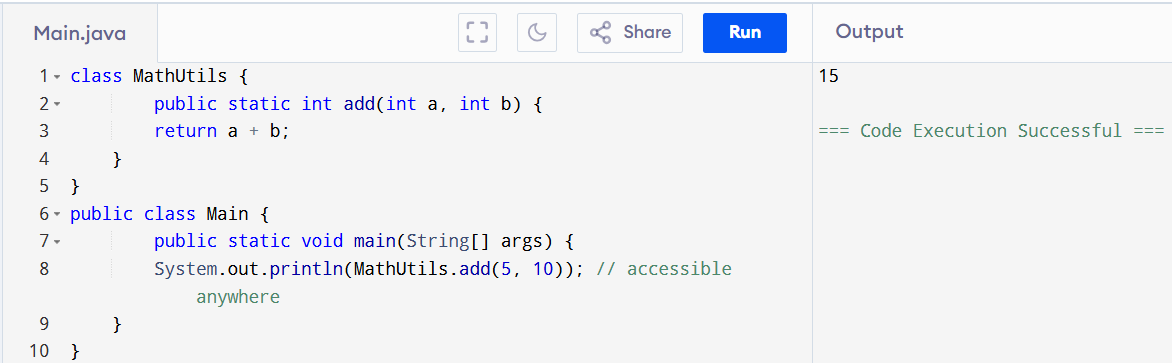 Main.java
Share
Run
Output
1 class MathUtils {
2 public static int add(int a, int b) {
3 return a + b;
4 }
5 }
6 public class Main {
7 public static void main(String[] args) {
8 System.out.println(MathUtils.add(5, 10)); // accessible
anywhere
9 }
10 }
15
=== Code Execution Successful ===